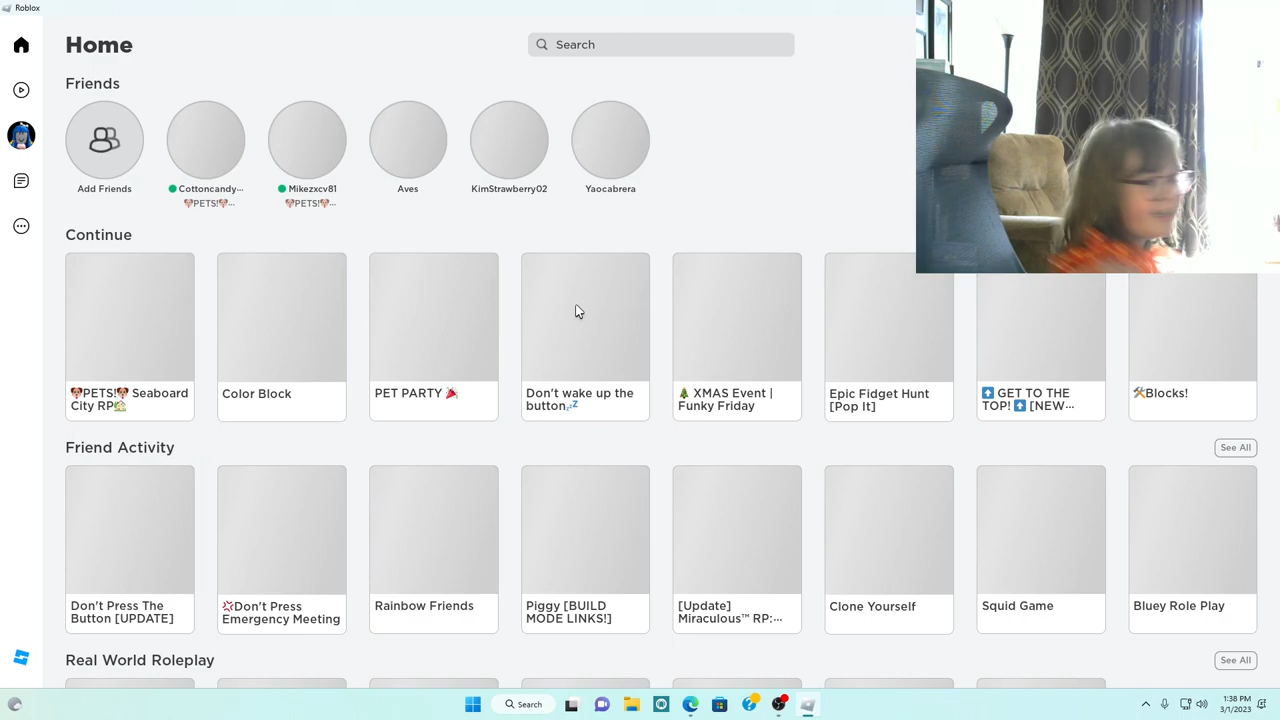 Roblox
Home
Search
Friends
Add Friends
Cottoncandy...
🐶PETS!🐶...
Mikezxcv81
🐶PETS!🐶...
Aves
KimStrawberry02
Yaocabrera
Continue
🐶PETS!🐶 Seaboard
City RP🏡
Color Block
PET PARTY 🎉
Don't wake up the
button💤
🎄 XMAS Event |
Funky Friday
Epic Fidget Hunt
[Pop It]
⬆️ GET TO THE
TOP! ⬆️ [NEW...
🛠️Blocks!
Friend Activity
See All
Don't Press The
Button [UPDATE]
💢Don't Press
Emergency Meeting
Rainbow Friends
Piggy [BUILD
MODE LINKS!]
[Update]
Miraculous™ RP:...
Clone Yourself
Squid Game
Bluey Role Play
Real World Roleplay
See All
Search
1:38 PM
3/1/2023